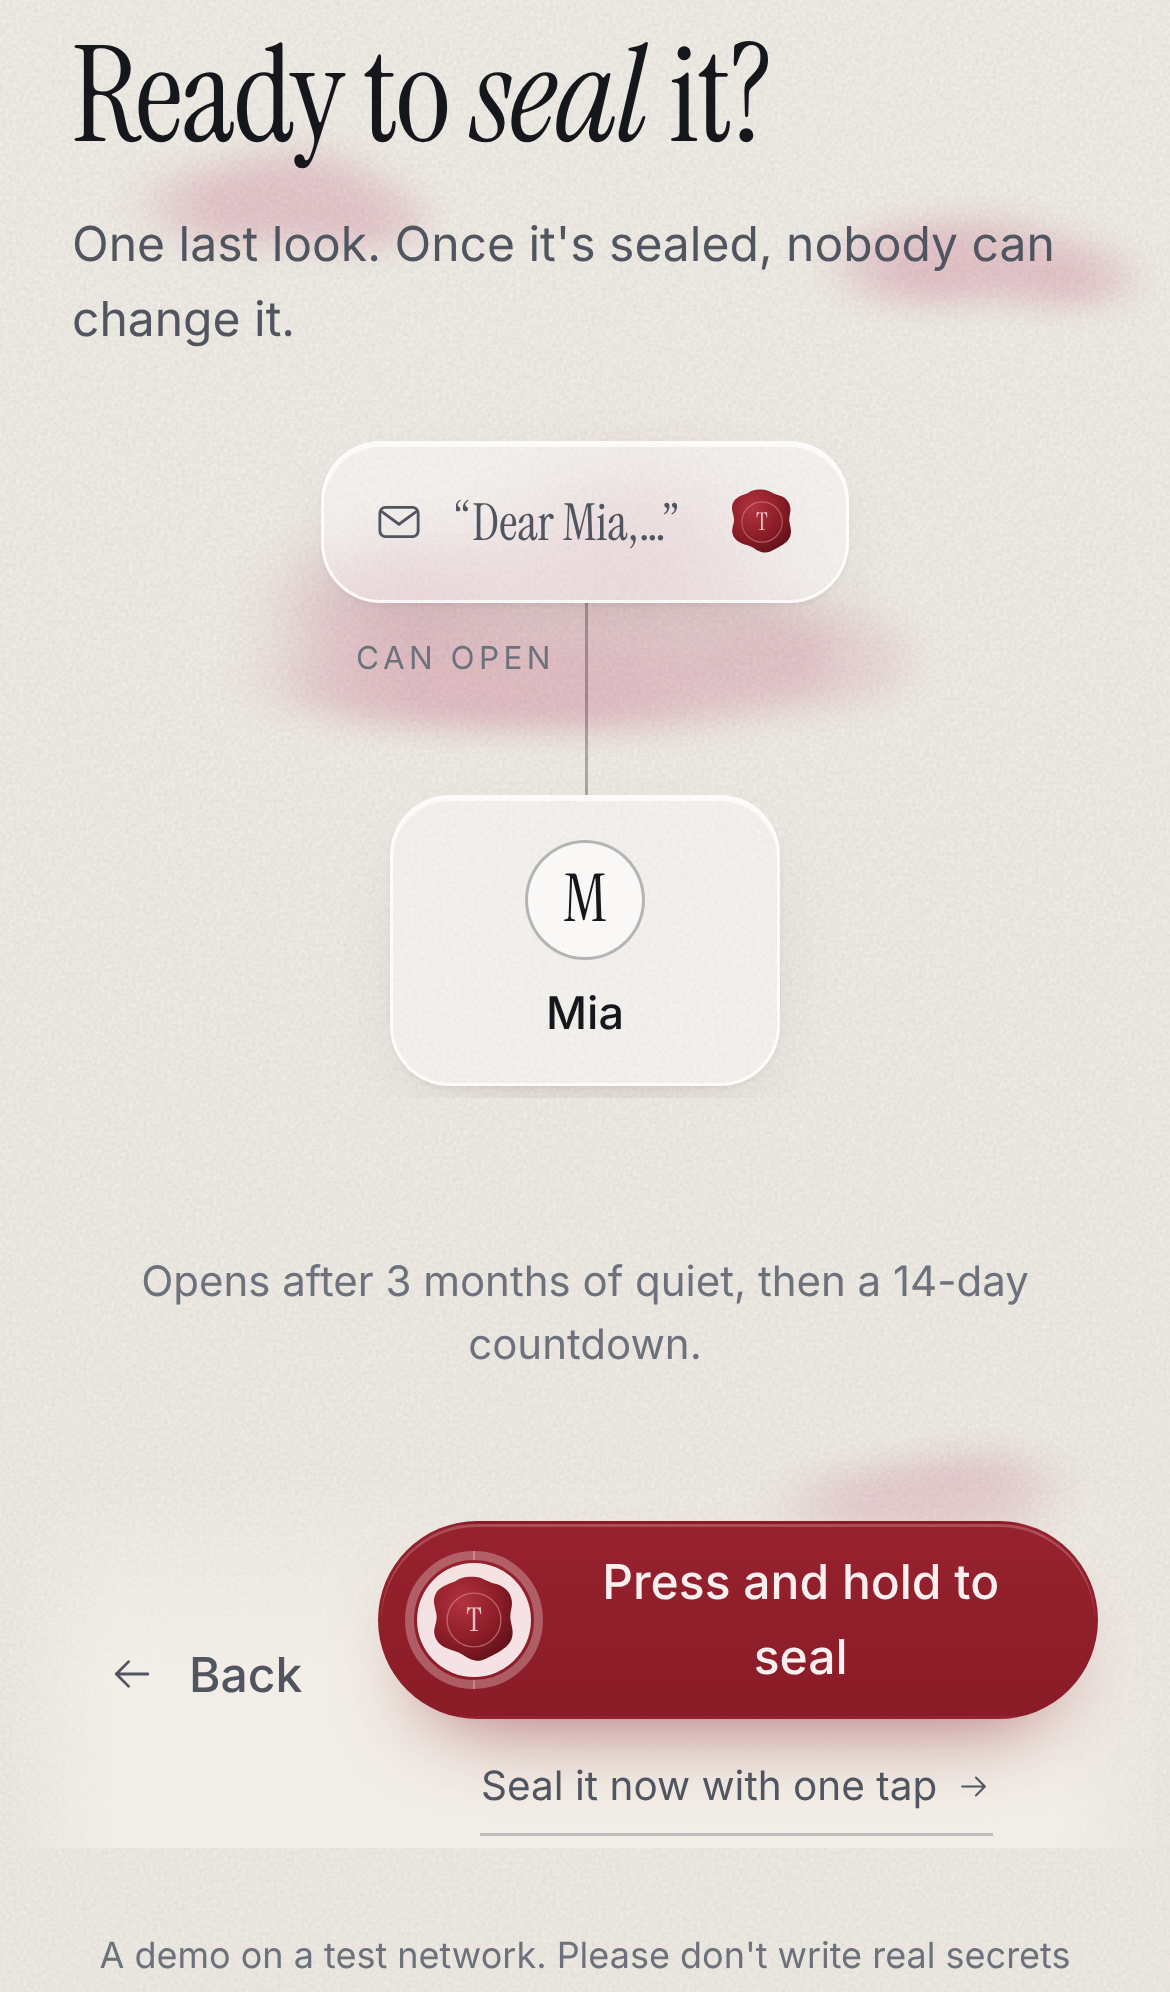 Ready to seal it?
One last look. Once it's sealed, nobody can
change it.
“Dear Mia,...”
T
CAN OPEN
M
Mia
Opens after 3 months of quiet, then a 14-day
countdown.
← Back
T
Press and hold to
seal
Seal it now with one tap →
A demo on a test network. Please don't write real secrets